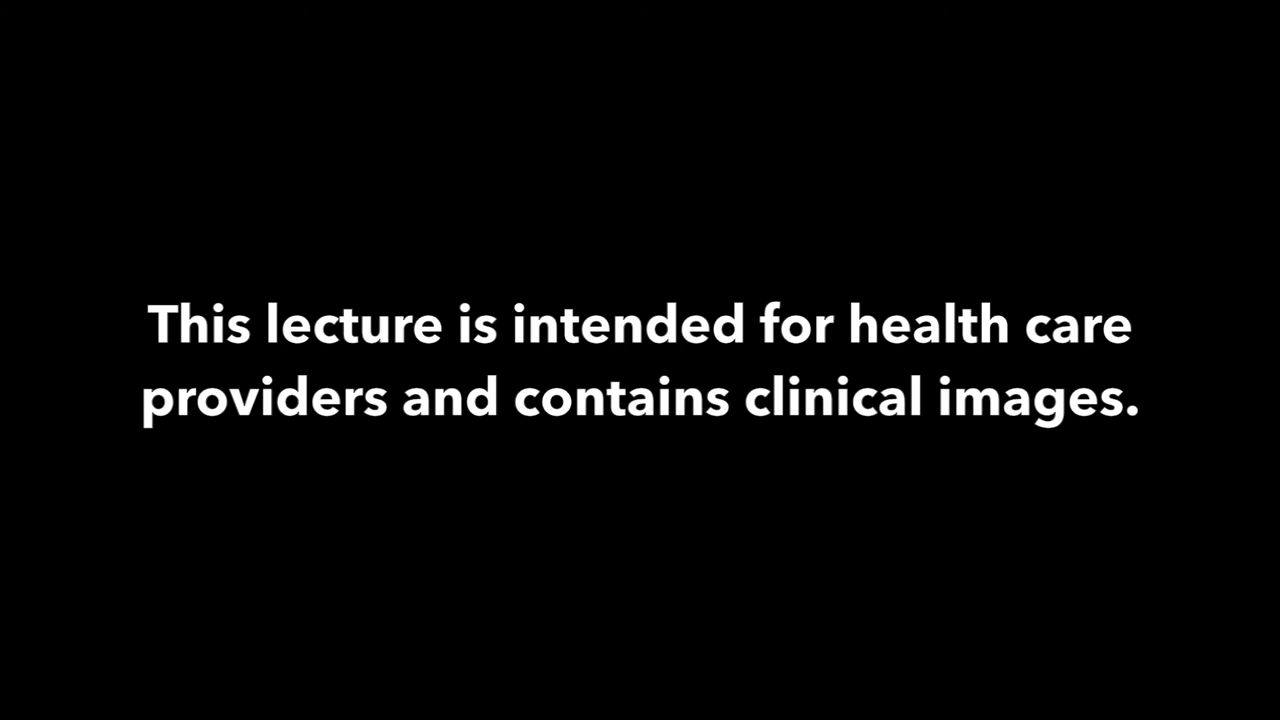 This lecture is intended for health care
providers and contains clinical images.